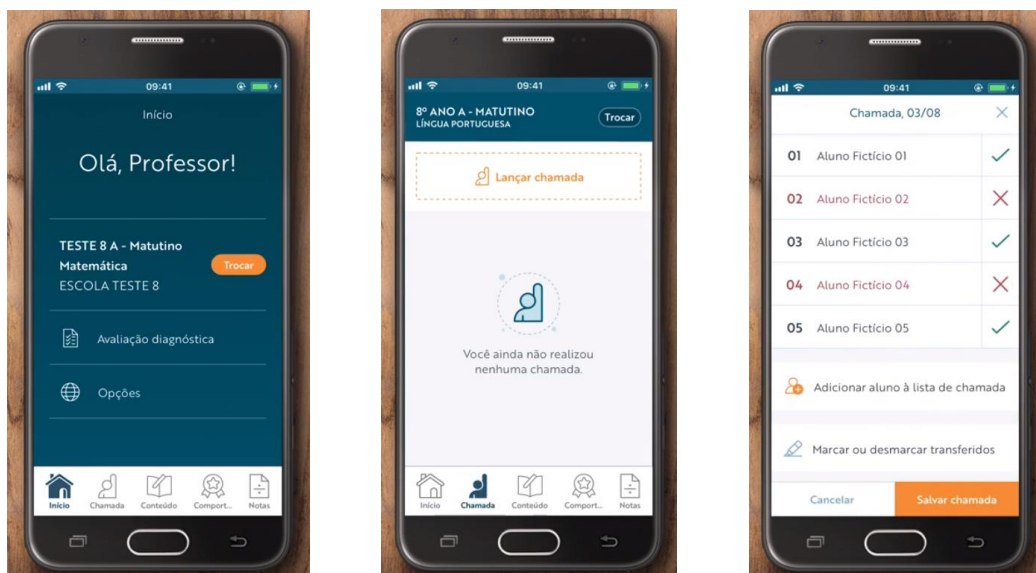 09:41
Início
Olá, Professor!
TESTE 8 A - Matutino
Matemática
ESCOLA TESTE 8
Trocar
Avaliação diagnóstica
Opções
Início Chamada Conteúdo Comport... Notas
09:41
8º ANO A - MATUTINO
LÍNGUA PORTUGUESA
Trocar
Lançar chamada
Você ainda não realizou
nenhuma chamada.
Início Chamada Conteúdo Comport... Notas
09:41
Chamada, 03/08
01 Aluno Fictício 01
02 Aluno Fictício 02
03 Aluno Fictício 03
04 Aluno Fictício 04
05 Aluno Fictício 05
Adicionar aluno à lista de chamada
Marcar ou desmarcar transferidos
Cancelar Salvar chamada